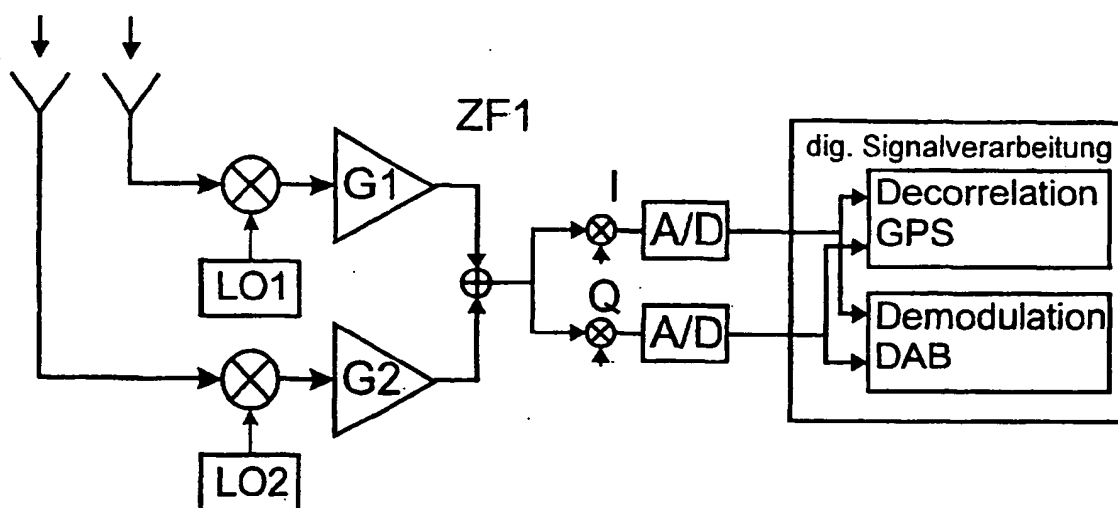 ZF1
dig. Signalverarbeitung
G1
I
A/D
Decorrelation
GPS
LO1
Q
A/D
Demodulation
DAB
G2
LO2